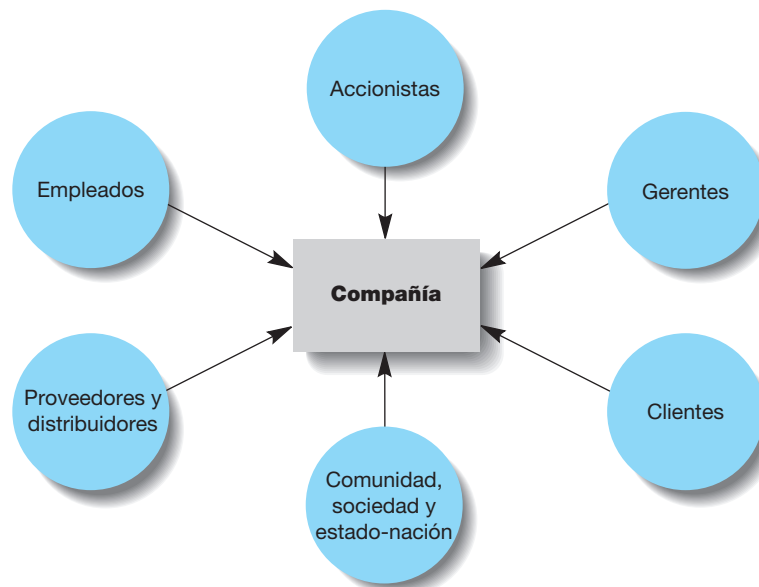 Accionistas
Empleados
Gerentes
Compañía
Proveedores y
distribuidores
Clientes
Comunidad,
sociedad y
estado-nación